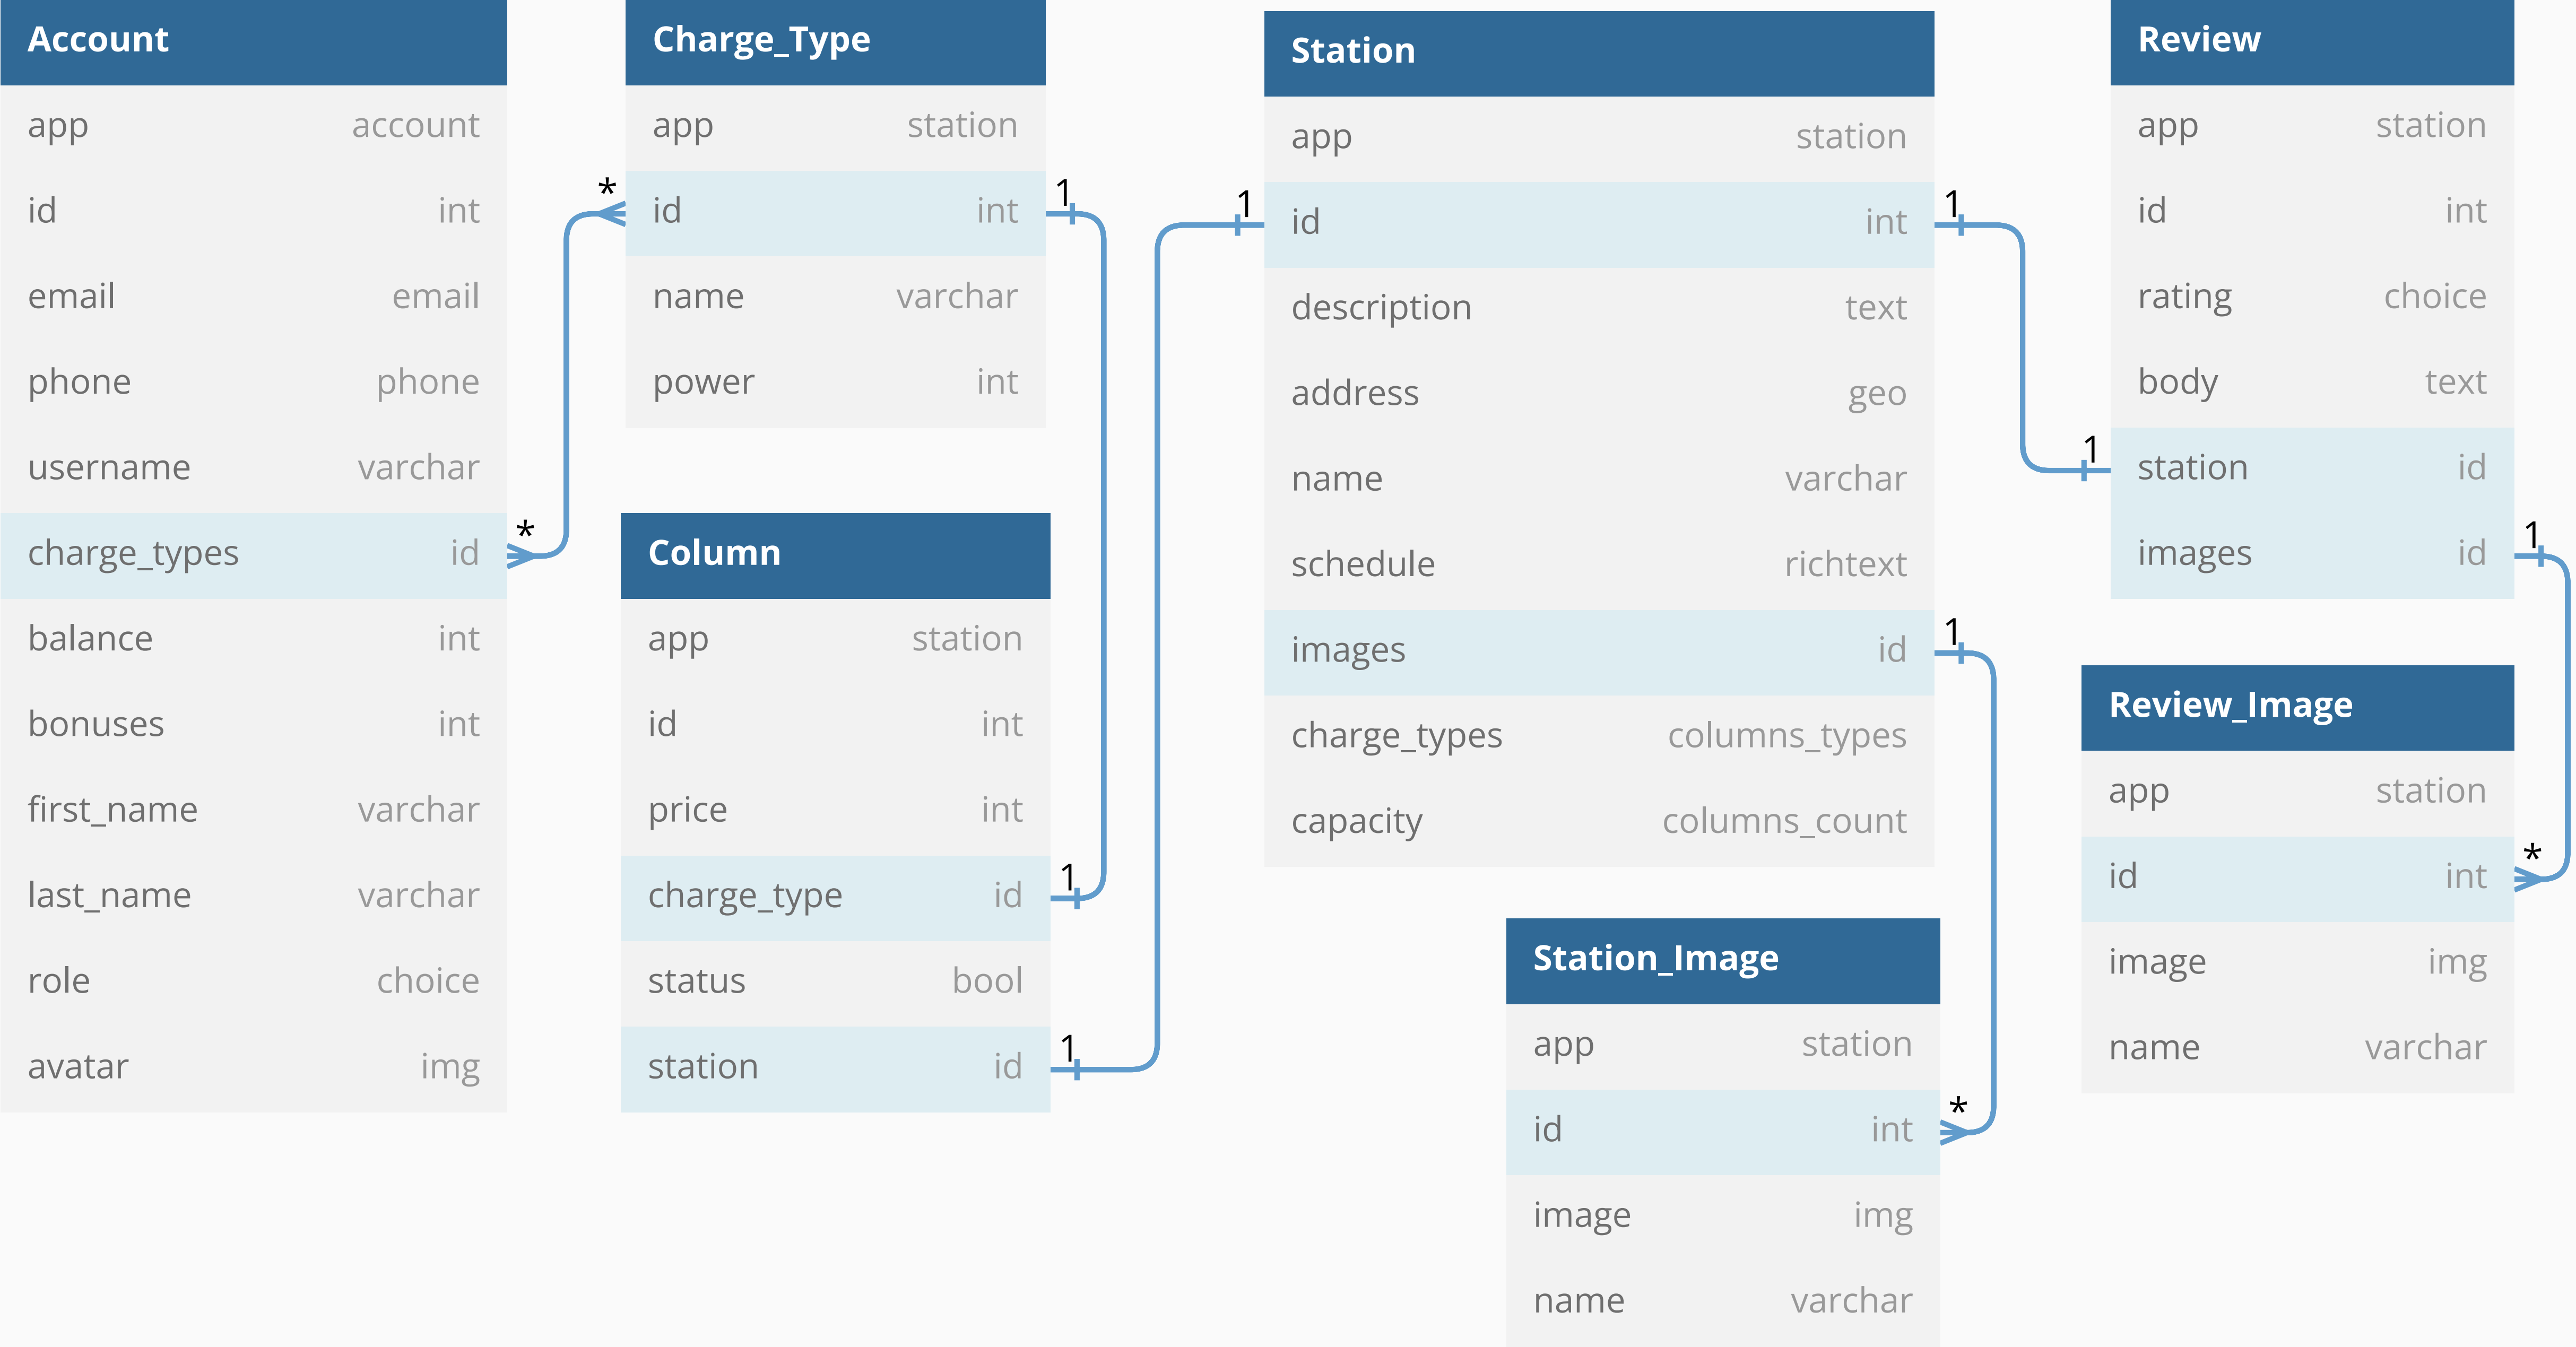 Account
app account
id int
email email
phone phone
username varchar
charge_types id
balance int
bonuses int
first_name varchar
last_name varchar
role choice
avatar img
*
*
Charge_Type
app station
id int
name varchar
power int
1
Column
app station
id int
price int
charge_type id
status bool
station id
1
1
1
Station
app station
id int
description text
address geo
name varchar
schedule richtext
images id
charge_types columns_types
capacity columns_count
1
1
Station_Image
app station
id int
image img
name varchar
*
Review
app station
id int
rating choice
body text
station id
images id
1
1
Review_Image
app station
id int
image img
name varchar
*